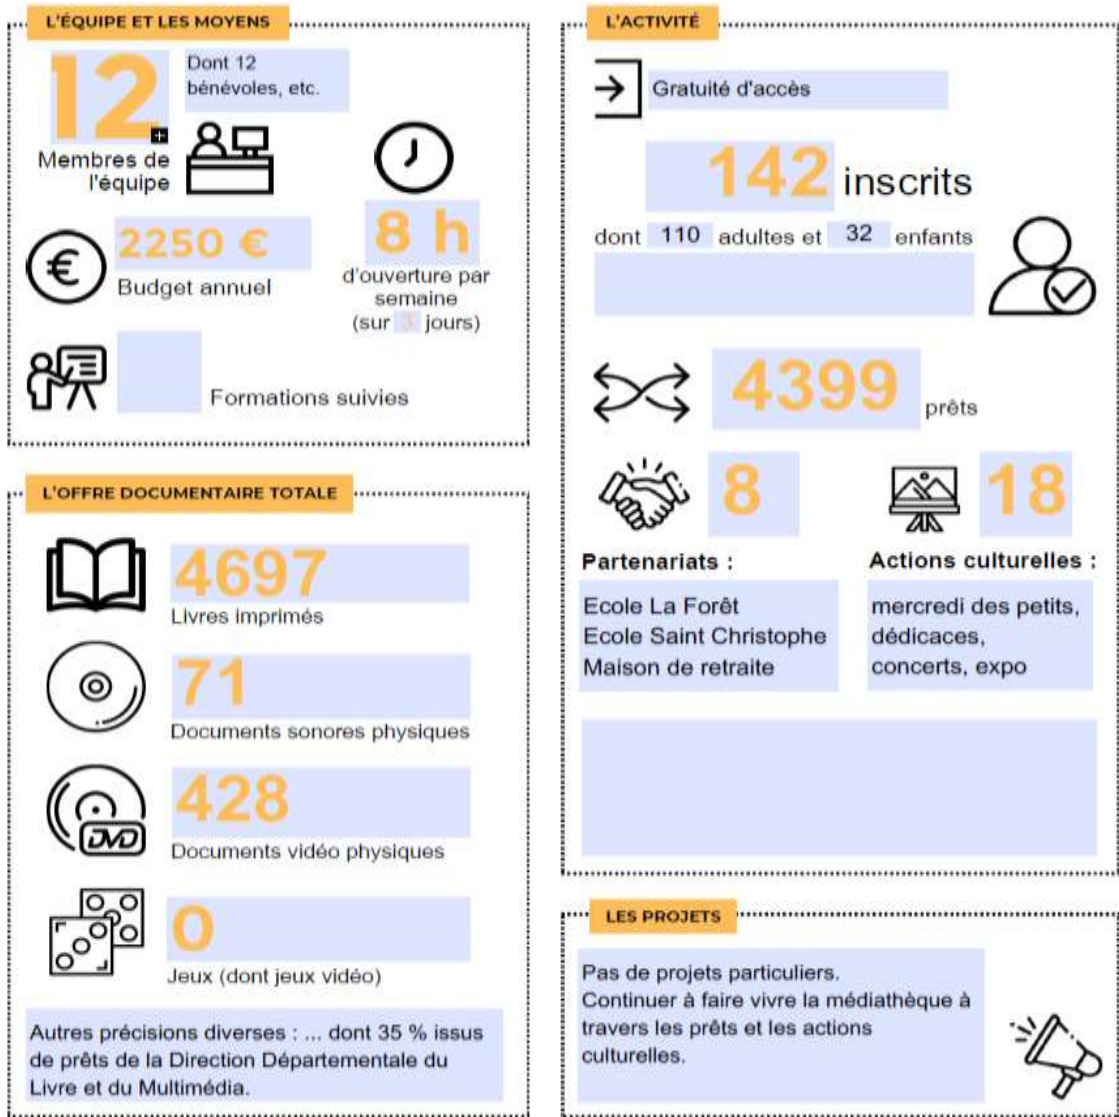 L'ÉQUIPE ET LES MOYENS
12
Dont 12
bénévoles, etc.
Membres de
l'équipe
2250 €
Budget annuel
8 h
d'ouverture par
semaine
(sur 3 jours)
Formations suivies
L'OFFRE DOCUMENTAIRE TOTALE
4697
Livres imprimés
71
Documents sonores physiques
428
DVD
Documents vidéo physiques
0
Jeux (dont jeux vidéo)
Autres précisions diverses : ... dont 35 % issus
de prêts de la Direction Départementale du
Livre et du Multimédia.
L'ACTIVITÉ
Gratuité d'accès
142 inscrits
dont 110 adultes et 32 enfants
4399 prêts
8
Partenariats :
Ecole La Forêt
Ecole Saint Christophe
Maison de retraite
18
Actions culturelles :
mercredi des petits,
dédicaces,
concerts, expo
LES PROJETS
Pas de projets particuliers.
Continuer à faire vivre la médiathèque à
travers les prêts et les actions
culturelles.